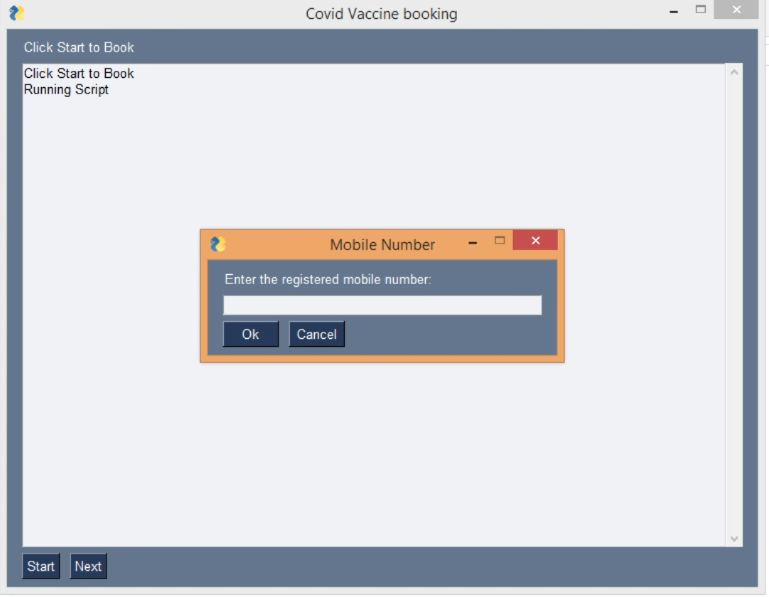 Covid Vaccine booking
Click Start to Book
Click Start to Book
Running Script
Mobile Number
Enter the registered mobile number:
Ok Cancel
Start Next